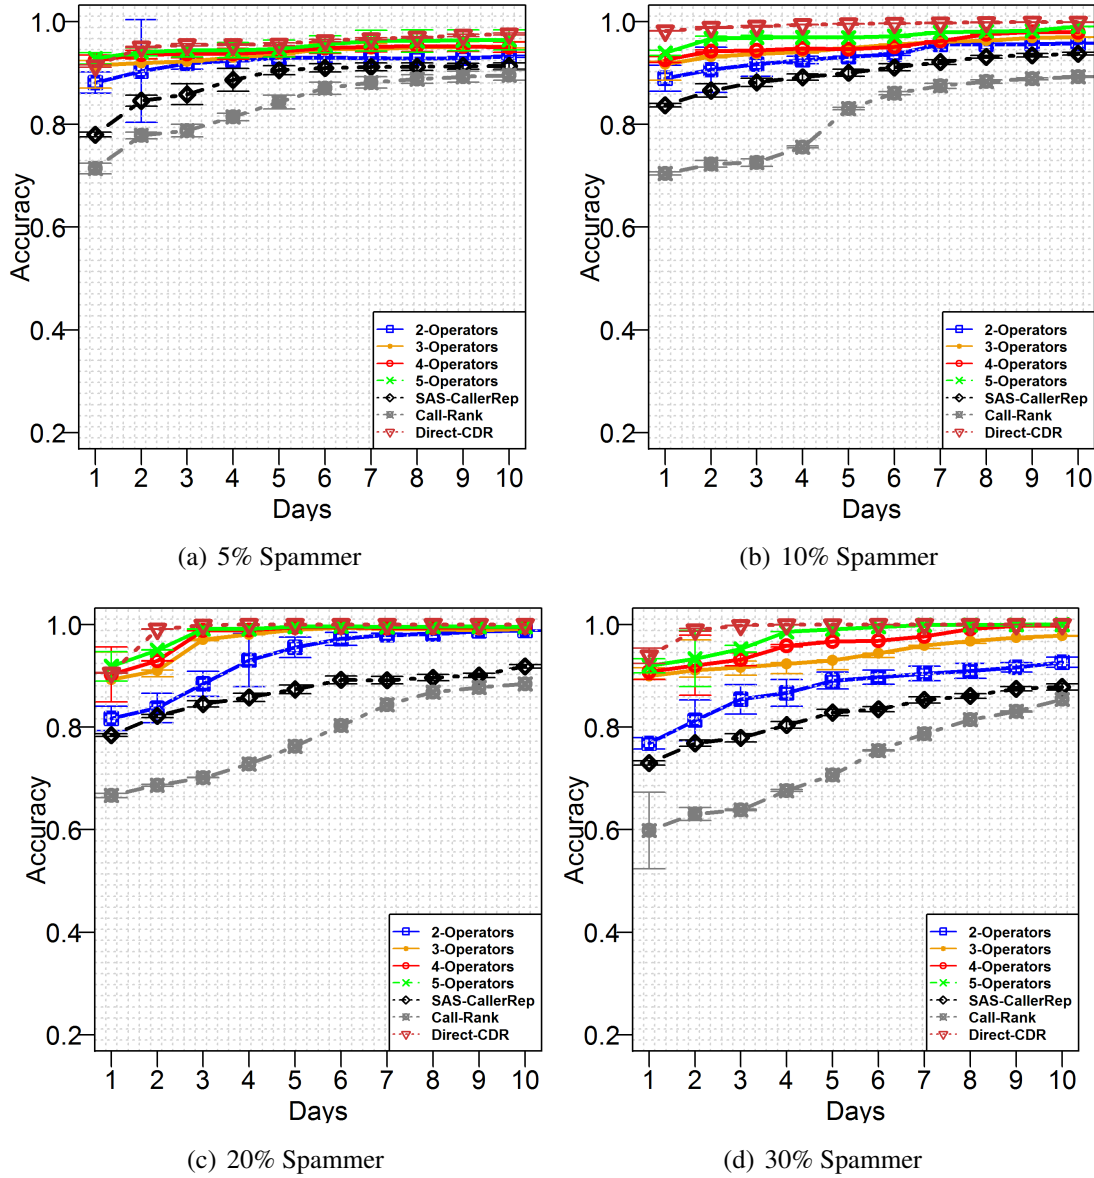 1.0
0.8
0.6
0.4
0.2
Accuracy
2-Operators
3-Operators
4-Operators
5-Operators
SAS-CallerRep
Call-Rank
Direct-CDR
1 2 3 4 5 6 7 8 9 10
Days
(a) 5% Spammer
1.0
0.8
0.6
0.4
0.2
Accuracy
2-Operators
3-Operators
4-Operators
5-Operators
SAS-CallerRep
Call-Rank
Direct-CDR
1 2 3 4 5 6 7 8 9 10
Days
(b) 10% Spammer
1.0
0.8
0.6
0.4
0.2
Accuracy
2-Operators
3-Operators
4-Operators
5-Operators
SAS-CallerRep
Call-Rank
Direct-CDR
1 2 3 4 5 6 7 8 9 10
Days
(c) 20% Spammer
1.0
0.8
0.6
0.4
0.2
Accuracy
2-Operators
3-Operators
4-Operators
5-Operators
SAS-CallerRep
Call-Rank
Direct-CDR
1 2 3 4 5 6 7 8 9 10
Days
(d) 30% Spammer